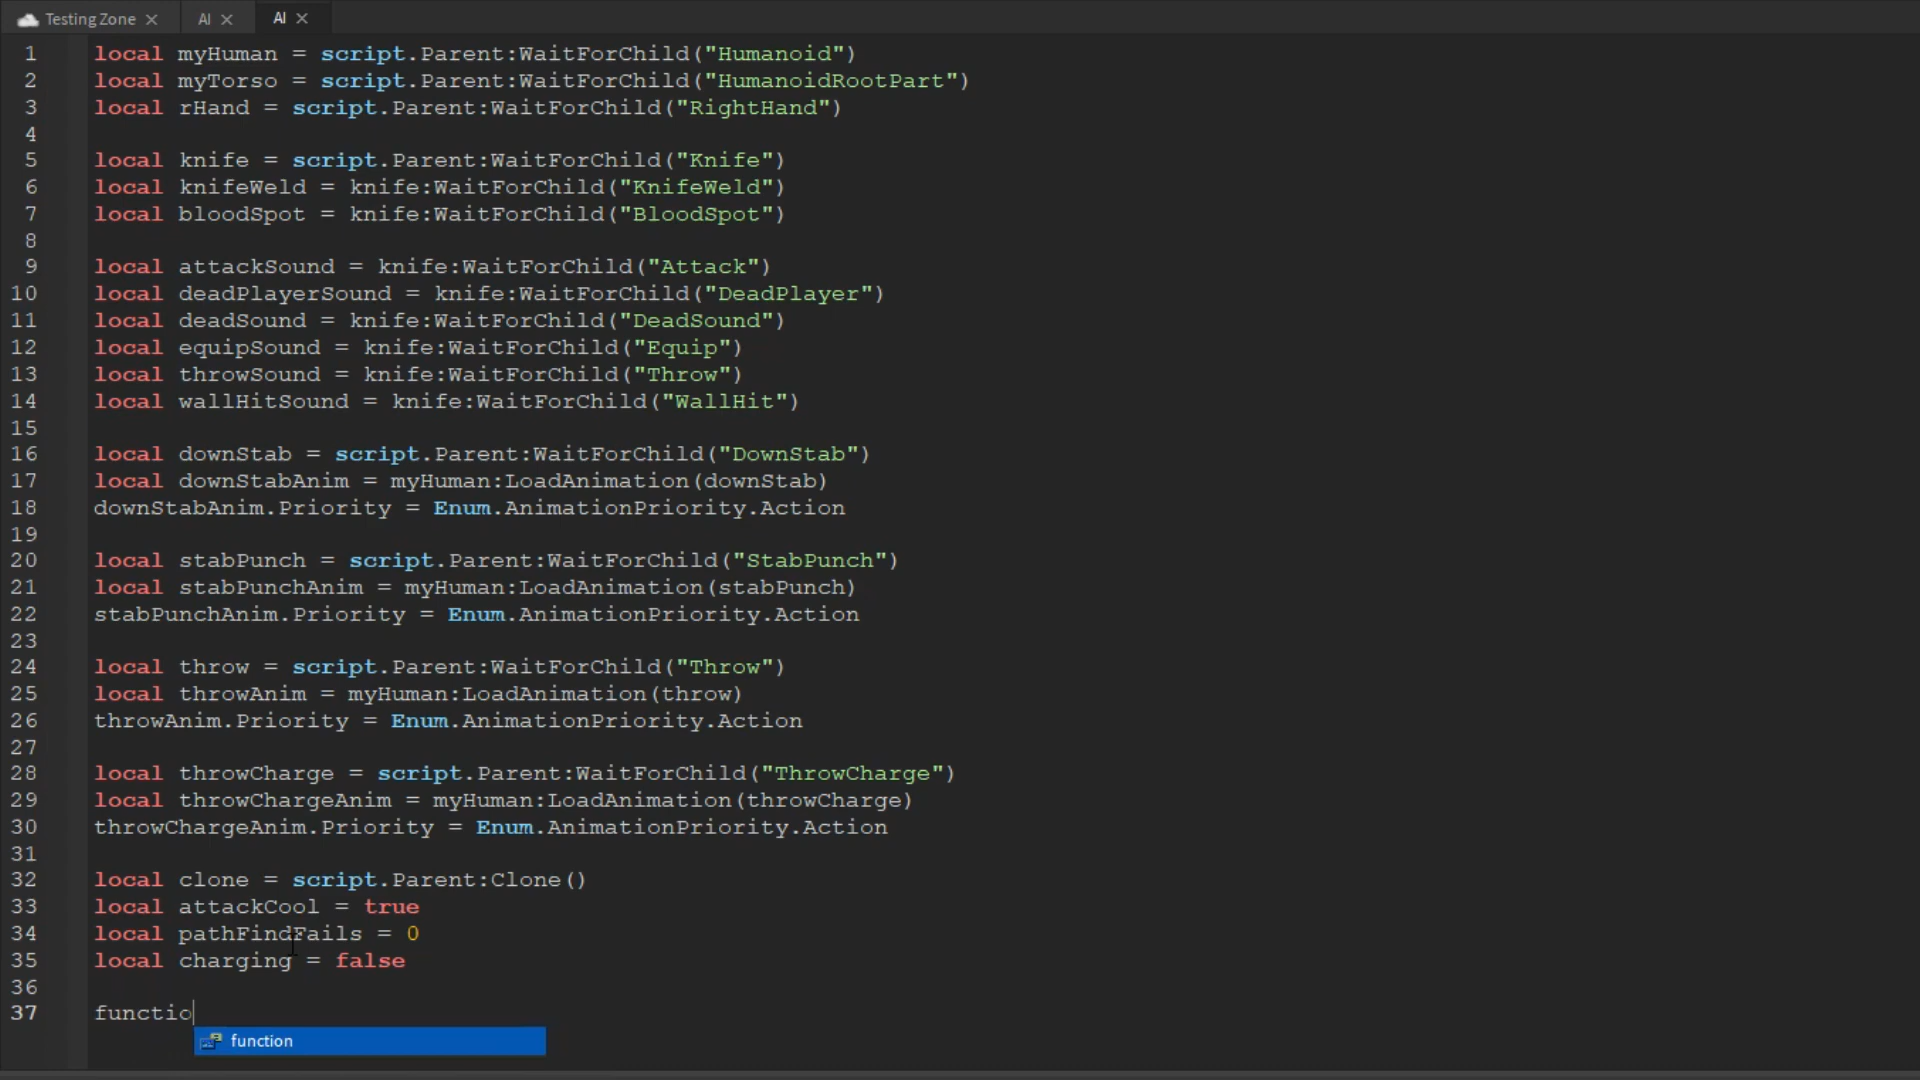 Testing Zone AI AI
1 local myHuman = script.Parent:WaitForChild("Humanoid")
2 local myTorso = script.Parent:WaitForChild("HumanoidRootPart")
3 local rHand = script.Parent:WaitForChild("RightHand")
4
5 local knife = script.Parent:WaitForChild("Knife")
6 local knifeWeld = knife:WaitForChild("KnifeWeld")
7 local bloodSpot = knife:WaitForChild("BloodSpot")
8
9 local attackSound = knife:WaitForChild("Attack")
10 local deadPlayerSound = knife:WaitForChild("DeadPlayer")
11 local deadSound = knife:WaitForChild("DeadSound")
12 local equipSound = knife:WaitForChild("Equip")
13 local throwSound = knife:WaitForChild("Throw")
14 local wallHitSound = knife:WaitForChild("WallHit")
15
16 local downStab = script.Parent:WaitForChild("DownStab")
17 local downStabAnim = myHuman:LoadAnimation(downStab)
18 downStabAnim.Priority = Enum.AnimationPriority.Action
19
20 local stabPunch = script.Parent:WaitForChild("StabPunch")
21 local stabPunchAnim = myHuman:LoadAnimation(stabPunch)
22 stabPunchAnim.Priority = Enum.AnimationPriority.Action
23
24 local throw = script.Parent:WaitForChild("Throw")
25 local throwAnim = myHuman:LoadAnimation(throw)
26 throwAnim.Priority = Enum.AnimationPriority.Action
27
28 local throwCharge = script.Parent:WaitForChild("ThrowCharge")
29 local throwChargeAnim = myHuman:LoadAnimation(throwCharge)
30 throwChargeAnim.Priority = Enum.AnimationPriority.Action
31
32 local clone = script.Parent:Clone()
33 local attackCool = true
34 local pathFindFails = 0
35 local charging = false
36
37 functio
function